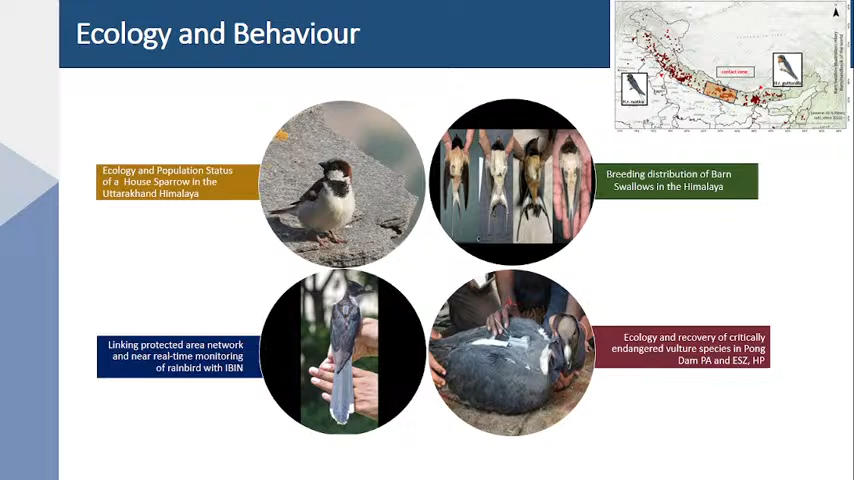 Ecology and Behaviour
contact zone
Ecology and Population Status
of a House Sparrow in the
Uttarakhand Himalaya
Breeding distribution of Barn
Swallows in the Himalaya
Linking protected area network
and near real-time monitoring
of rainbird with IBIN
Ecology and recovery of critically
endangered vulture species in Pong
Dam PA and ESZ, HP